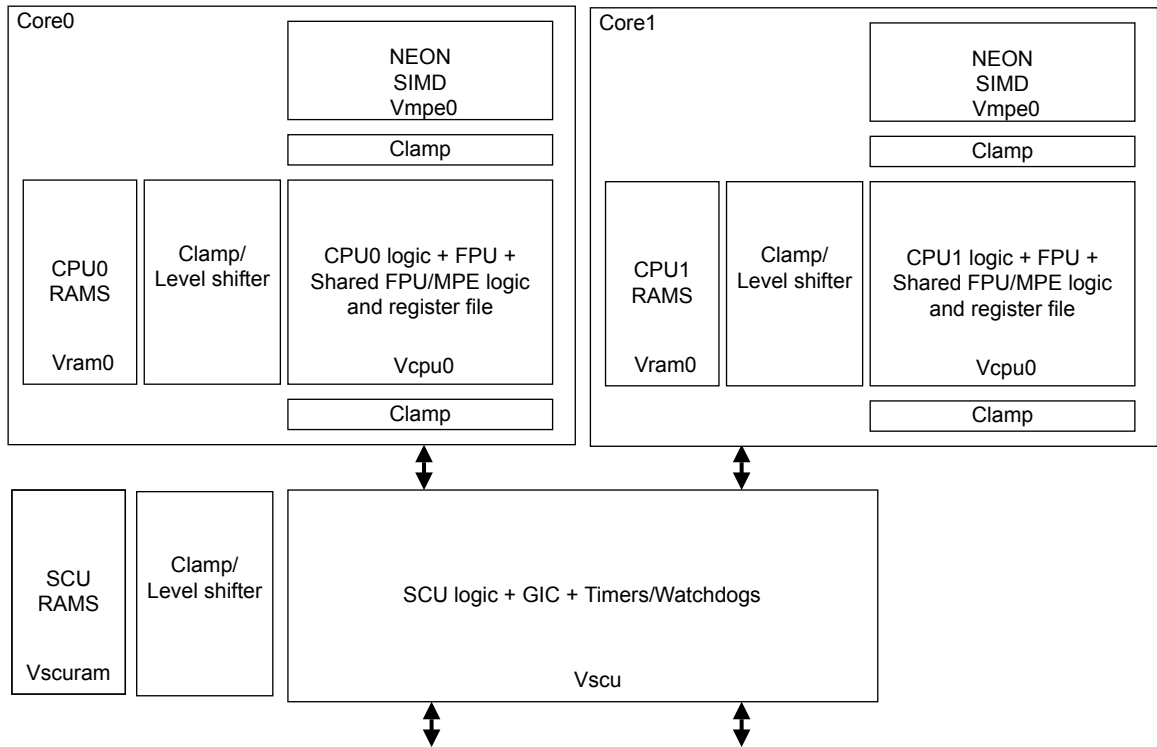 Core0
NEON
SIMD
Vmpe0
Clamp
CPU0
RAMS
Vram0
Clamp/
Level shifter
CPU0 logic + FPU +
Shared FPU/MPE logic
and register file
Vcpu0
Clamp
Core1
NEON
SIMD
Vmpe0
Clamp
CPU1
RAMS
Vram0
Clamp/
Level shifter
CPU1 logic + FPU +
Shared FPU/MPE logic
and register file
Vcpu0
Clamp
SCU
RAMS
Vscuram
Clamp/
Level shifter
SCU logic + GIC + Timers/Watchdogs
Vscu